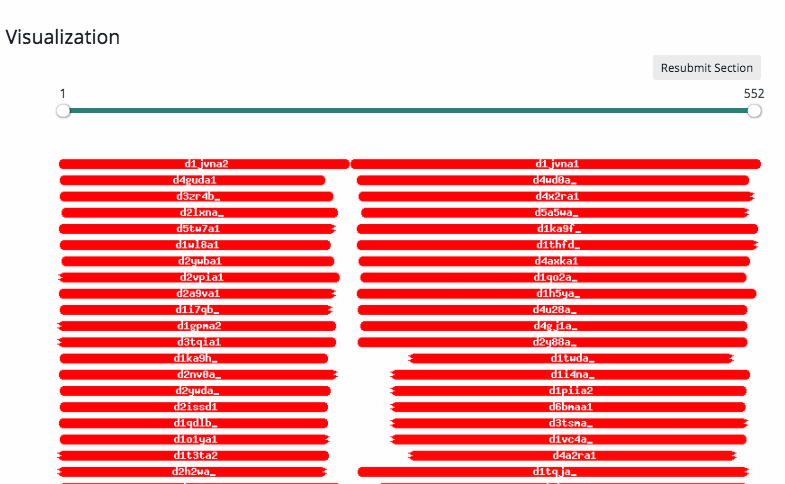 Visualization
Resubmit Section
1 552
d1jvna2 d1jvna1
d4guda1 d4wd0a_
d3zr4b_ d4x2ra1
d2lxna_ d5a5wa_
d5tw7a1 d1ka9f_
d1wl8a1 d1thfd_
d2ywba1 d4axka1
d2vpia1 d1qo2a_
d2a9va1 d1h5ya_
d1i7qb_ d4u28a_
d1gpma2 d4gj1a_
d3tqia1 d2y88a_
d1ka9h_ d1twda_
d2nv0a_ d1i4na_
d2ywda_ d1piia2
d2issd1 d6bmaa1
d1qdlb_ d3tsma_
d1o1ya1 d1vc4a_
d1t3ta2 d4a2ra1
d2h2wa_ d1tqja_